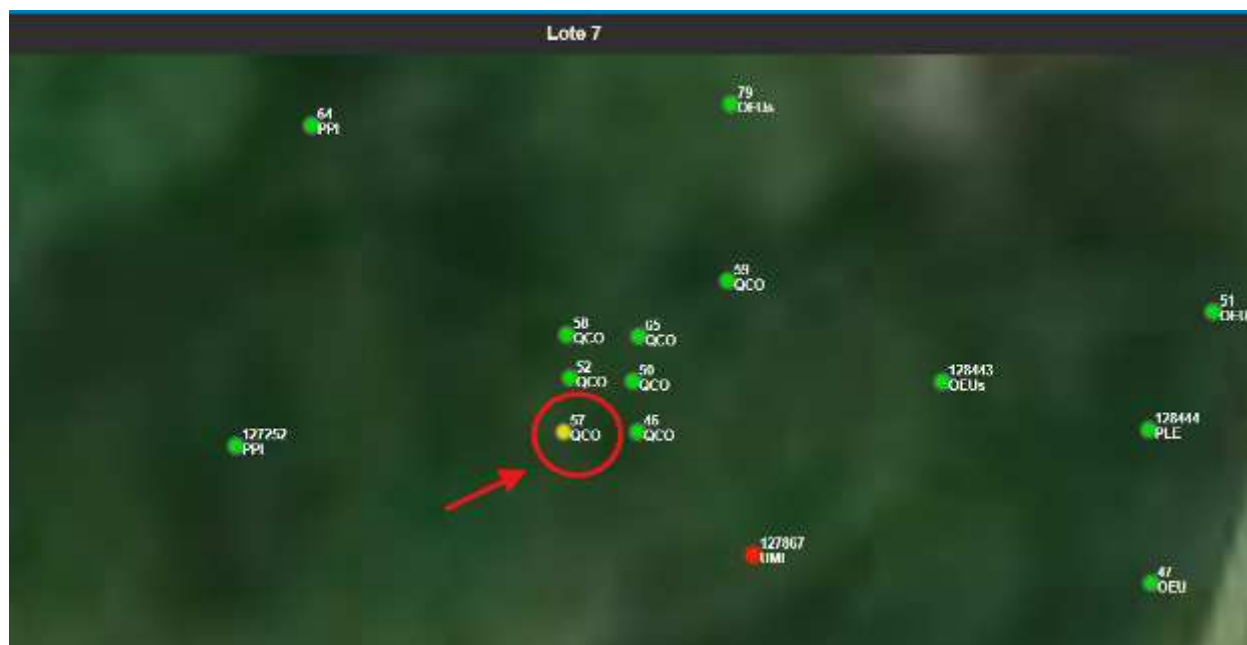 Lote 7
79
OEUs
64
PPI
59
QCO
51
OEU
58
QCO
65
QCO
52
QCO
50
QCO
128443
OEUs
57
QCO
46
QCO
128444
PLE
127252
PPI
127867
UMI
47
OEU